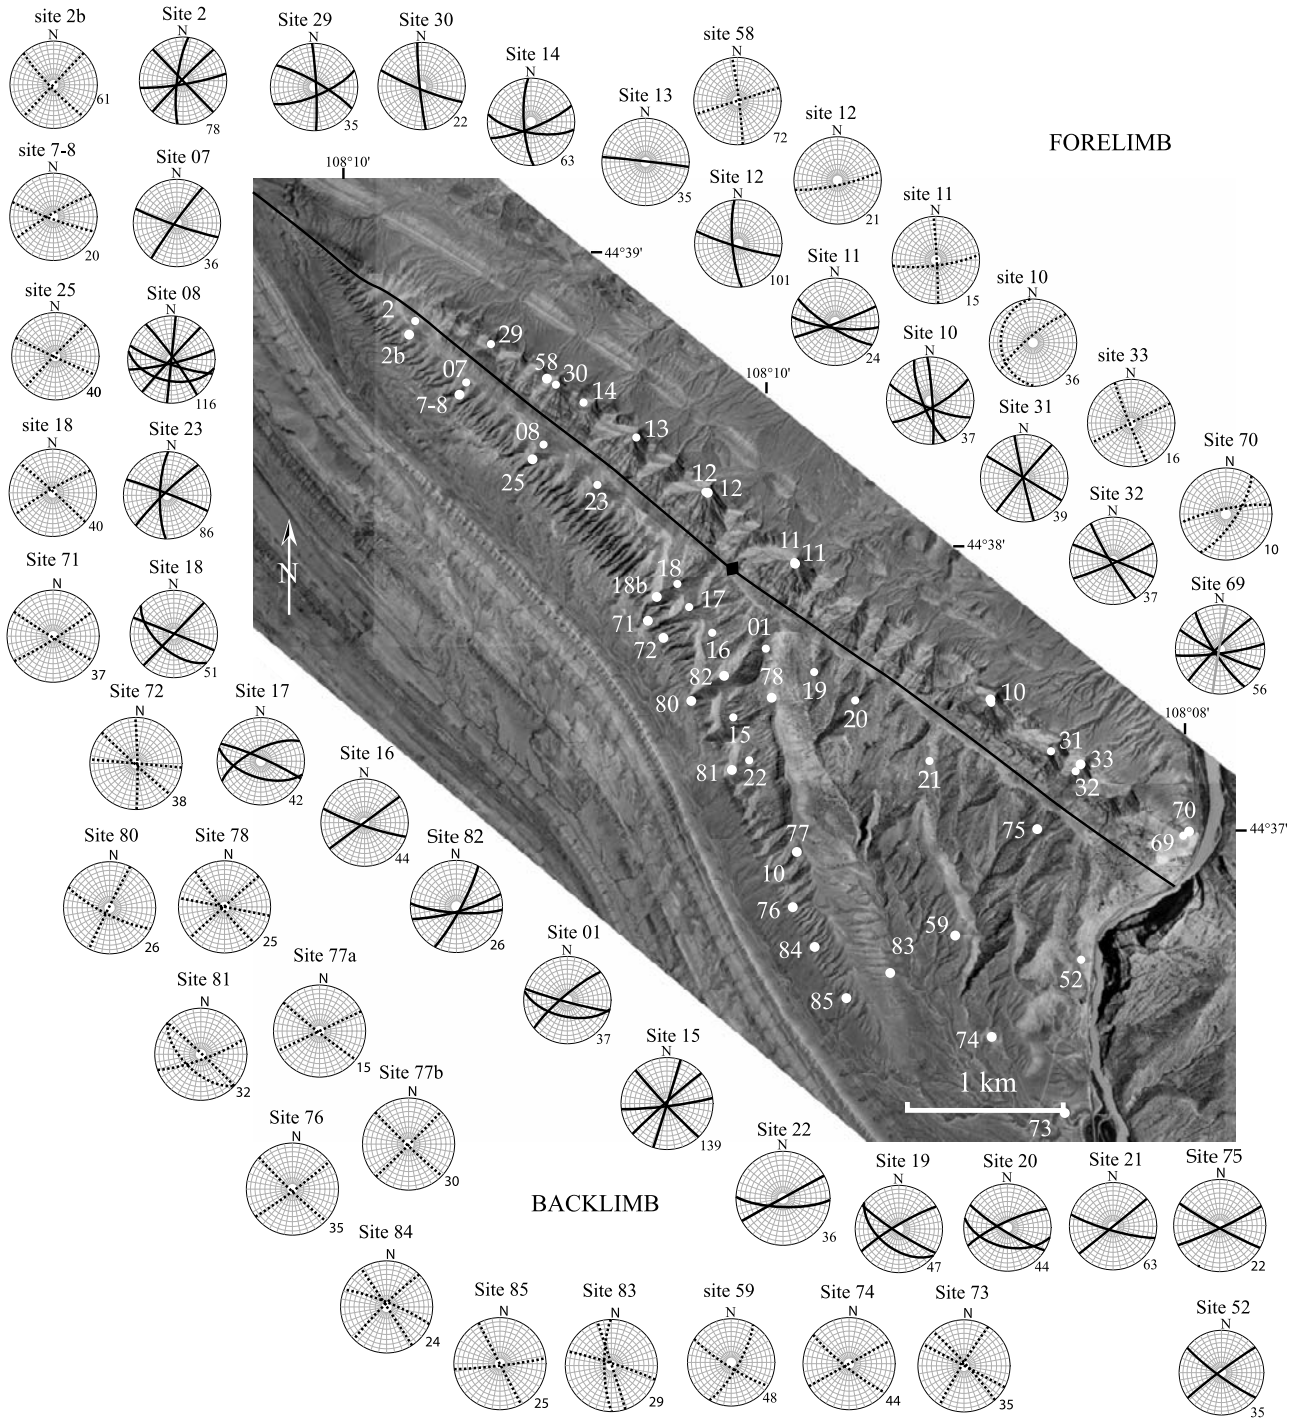 site 2b
N
61
Site 2
N
78
Site 29
N
35
Site 30
N
22
Site 14
N
63
Site 13
N
35
site 58
N
72
site 12
N
21
FORELIMB
site 7-8
N
20
Site 07
N
36
108°10'
Site 12
N
101
site 11
N
15
44°39'
Site 11
N
24
site 10
N
36
site 25
N
40
Site 08
N
116
Site 10
N
37
site 33
N
16
108°10'
Site 31
N
39
Site 70
N
10
site 18
N
40
Site 23
N
86
Site 32
N
37
44°38'
Site 71
N
37
Site 18
N
51
Site 69
N
56
108°08'
44°37'
2
2b
29
07
7-8
58
30
14
13
08
25
23
12
12
11
11
N
18
18b
17
71
72
16
01
82
78
19
80
20
15
10
81
22
21
31
33
32
75
70
69
77
10
76
59
84
83
52
85
74
1 km
73
Site 72
N
38
Site 17
N
42
Site 16
N
44
Site 80
N
26
Site 78
N
25
Site 82
N
26
Site 81
N
32
Site 77a
N
15
Site 01
N
37
Site 77b
N
30
Site 15
N
139
Site 76
N
35
BACKLIMB
Site 22
N
36
Site 19
N
47
Site 20
N
44
Site 21
N
63
Site 75
N
22
Site 84
N
24
Site 85
N
25
Site 83
N
29
site 59
N
48
Site 74
N
44
Site 73
N
35
Site 52
N
35